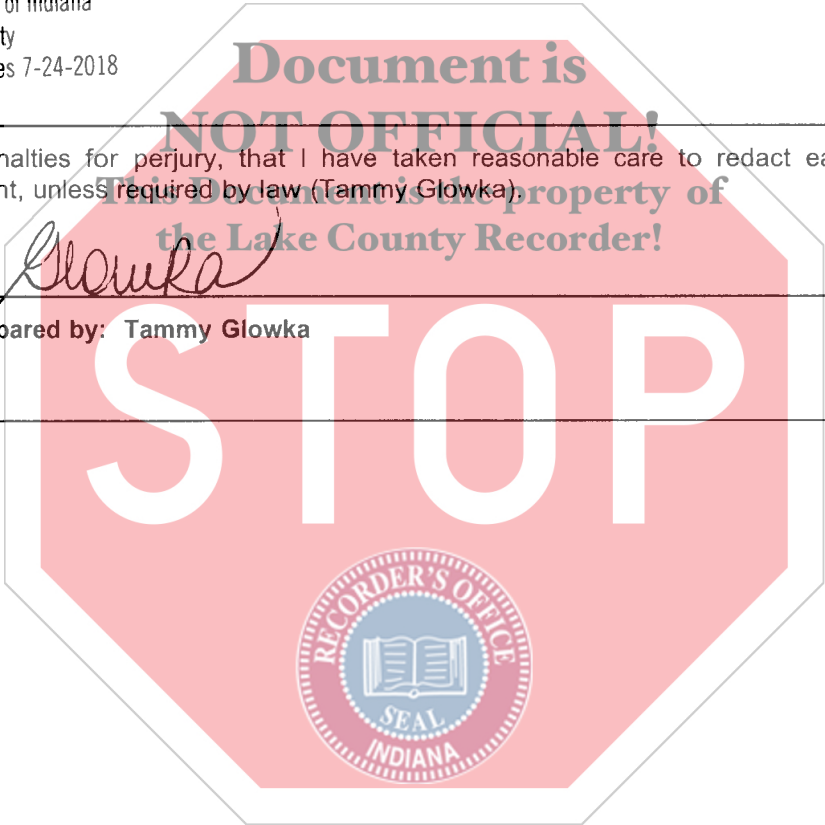 of Indiana
ty
es 7-24-2018
Document is
NOT OFFICIAL!
nalties for perjury, that I have taken reasonable care to redact ea
nt, unless required by law (Tammy Glowka).
This Document is the property of
the Lake County Recorder!
Glowka
pared by: Tammy Glowka
STOP
RECORDER'S OFFICE
SEAL
INDIANA